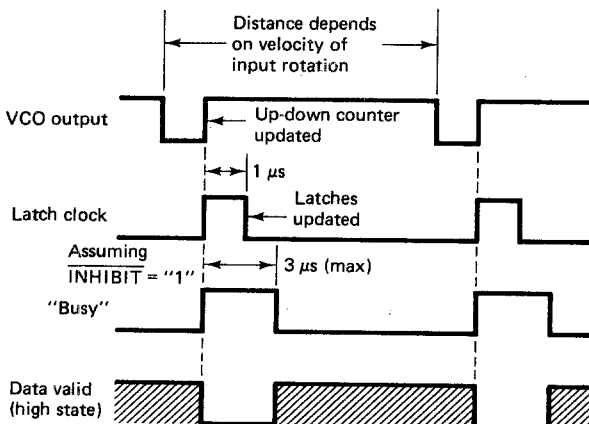 Distance depends
on velocity of
input rotation
VCO output
Up-down counter
updated
1 μs
Latch clock
Latches
updated
Assuming
INHIBIT = "1"
3 μs (max)
"Busy"
Data valid
(high state)